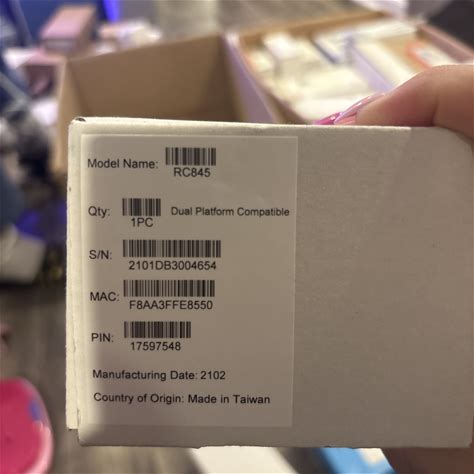 Model Name:
RC845
Qty: Dual Platform Compatible
1PC
S/N:
2101DB3004654
MAC:
F8AA3FFE8550
PIN:
17597548
Manufacturing Date: 2102
Country of Origin: Made in Taiwan